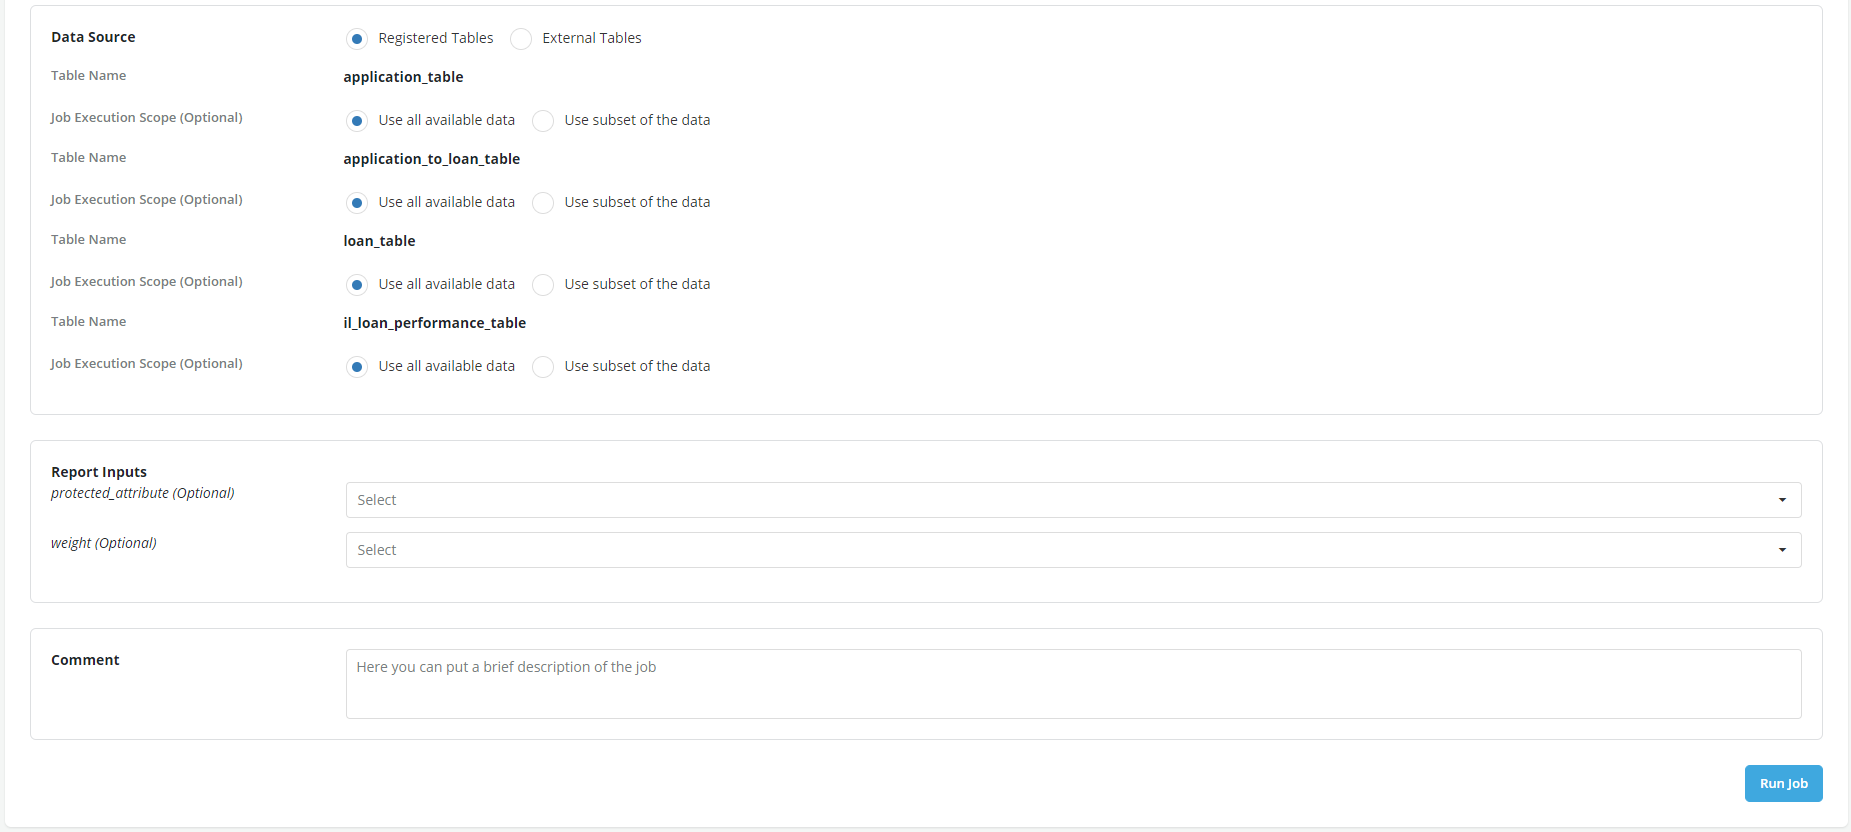 Data Source Registered Tables External Tables
Table Name application_table
Job Execution Scope (Optional) Use all available data Use subset of the data
Table Name application_to_loan_table
Job Execution Scope (Optional) Use all available data Use subset of the data
Table Name loan_table
Job Execution Scope (Optional) Use all available data Use subset of the data
Table Name il_loan_performance_table
Job Execution Scope (Optional) Use all available data Use subset of the data
Report Inputs
protected_attribute (Optional) Select
weight (Optional) Select
Comment Here you can put a brief description of the job
Run Job